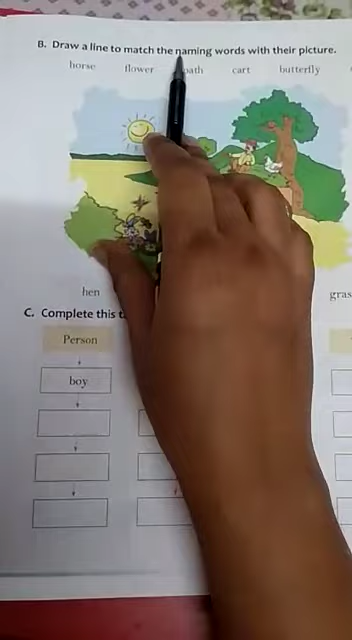 B. Draw a line to match the naming words with their picture.
horse flower path cart butterfly
hen gras
C. Complete this t
Person
boy